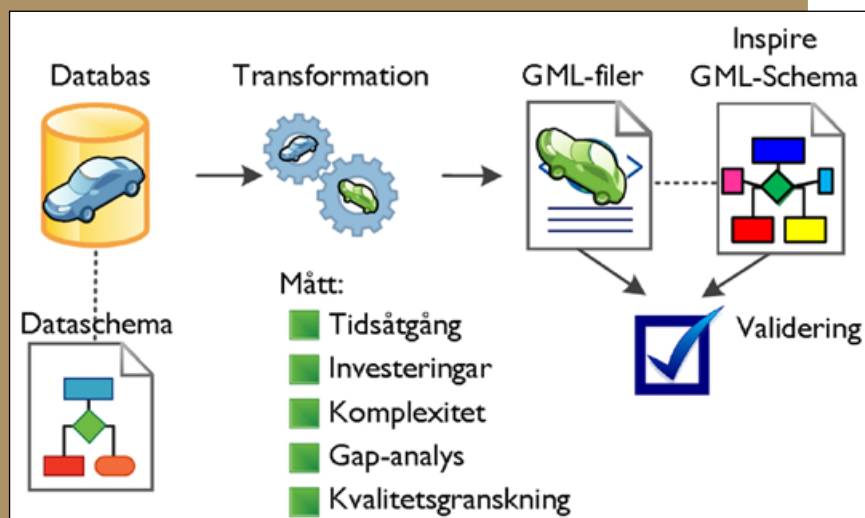 Databas
Transformation
GML-filer
Inspire
GML-Schema
Dataschema
Mått:
Tidsåtgång
Investeringar
Komplexitet
Gap-analys
Kvalitetsgranskning
Validering